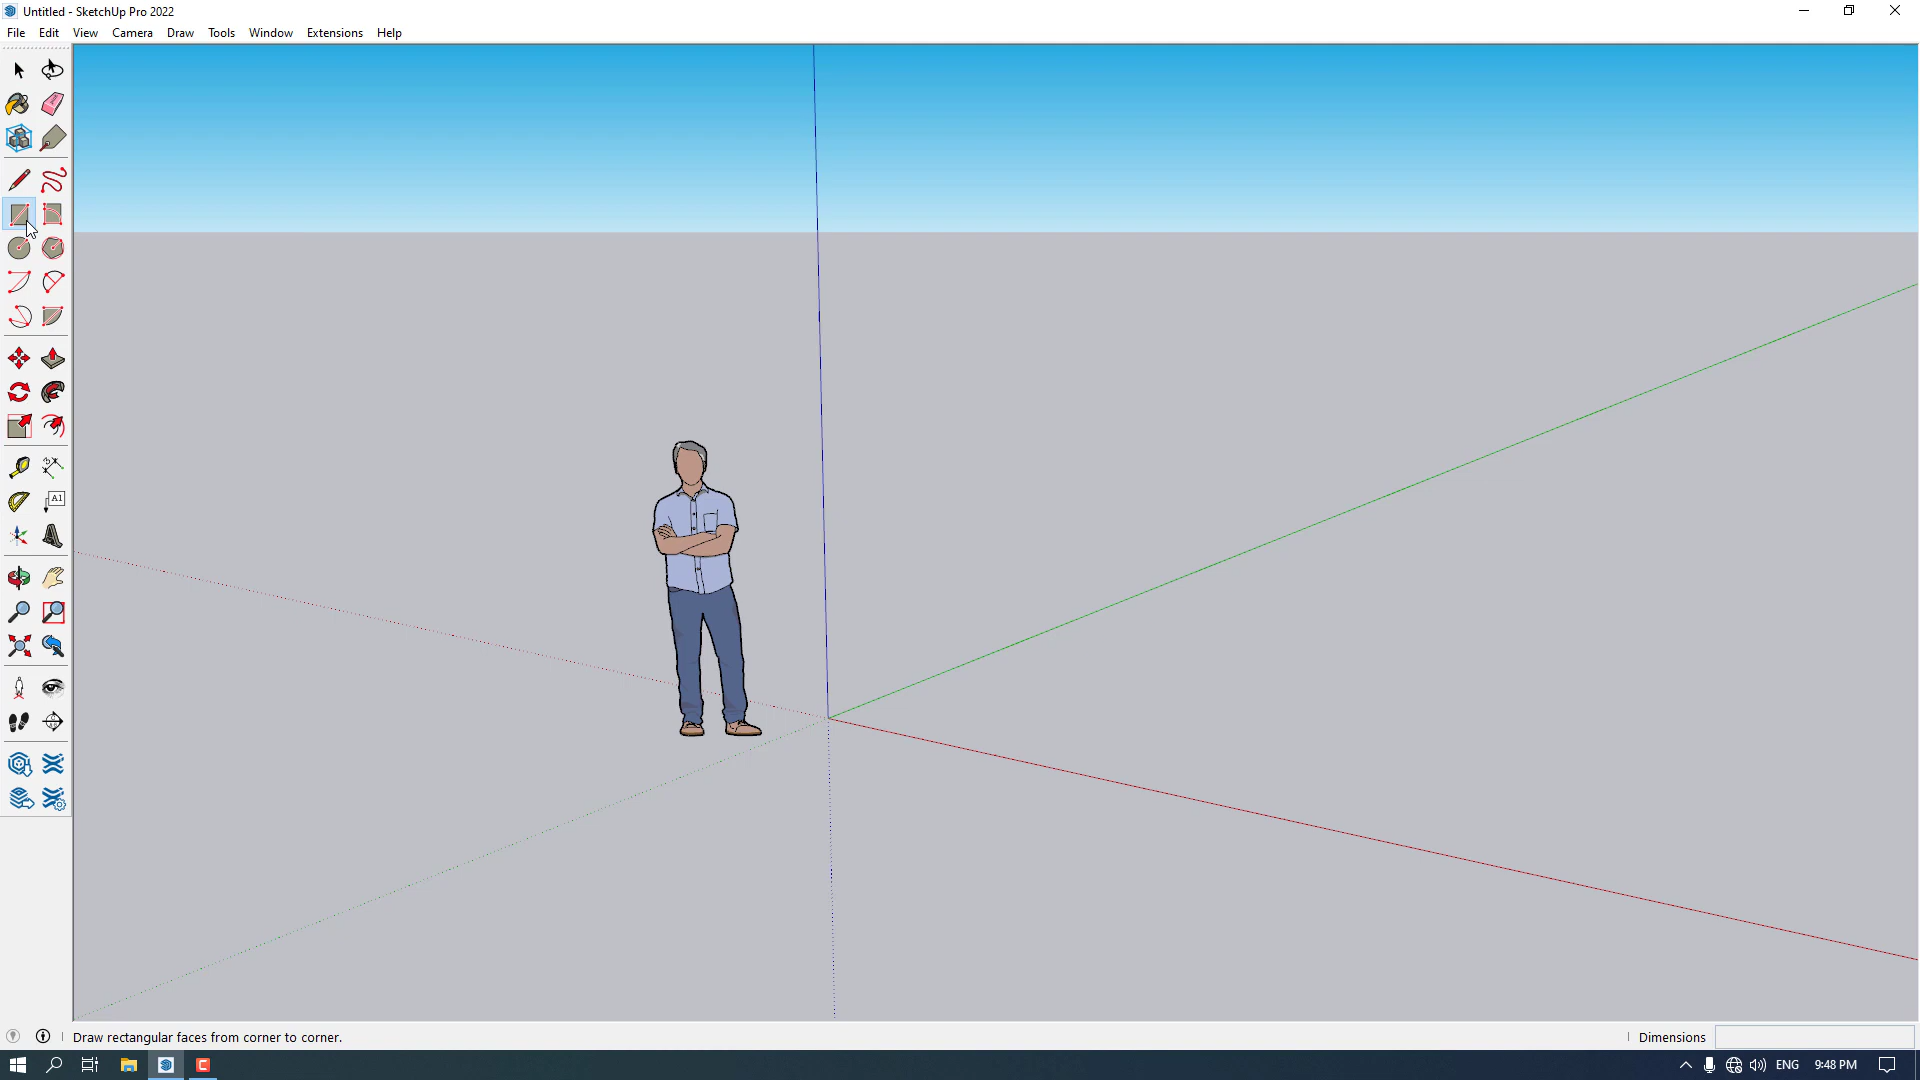 Untitled - SketchUp Pro 2022
File Edit View Camera Draw Tools Window Extensions Help
A1
Draw rectangular faces from corner to corner.
Dimensions
C
ENG 9:48 PM